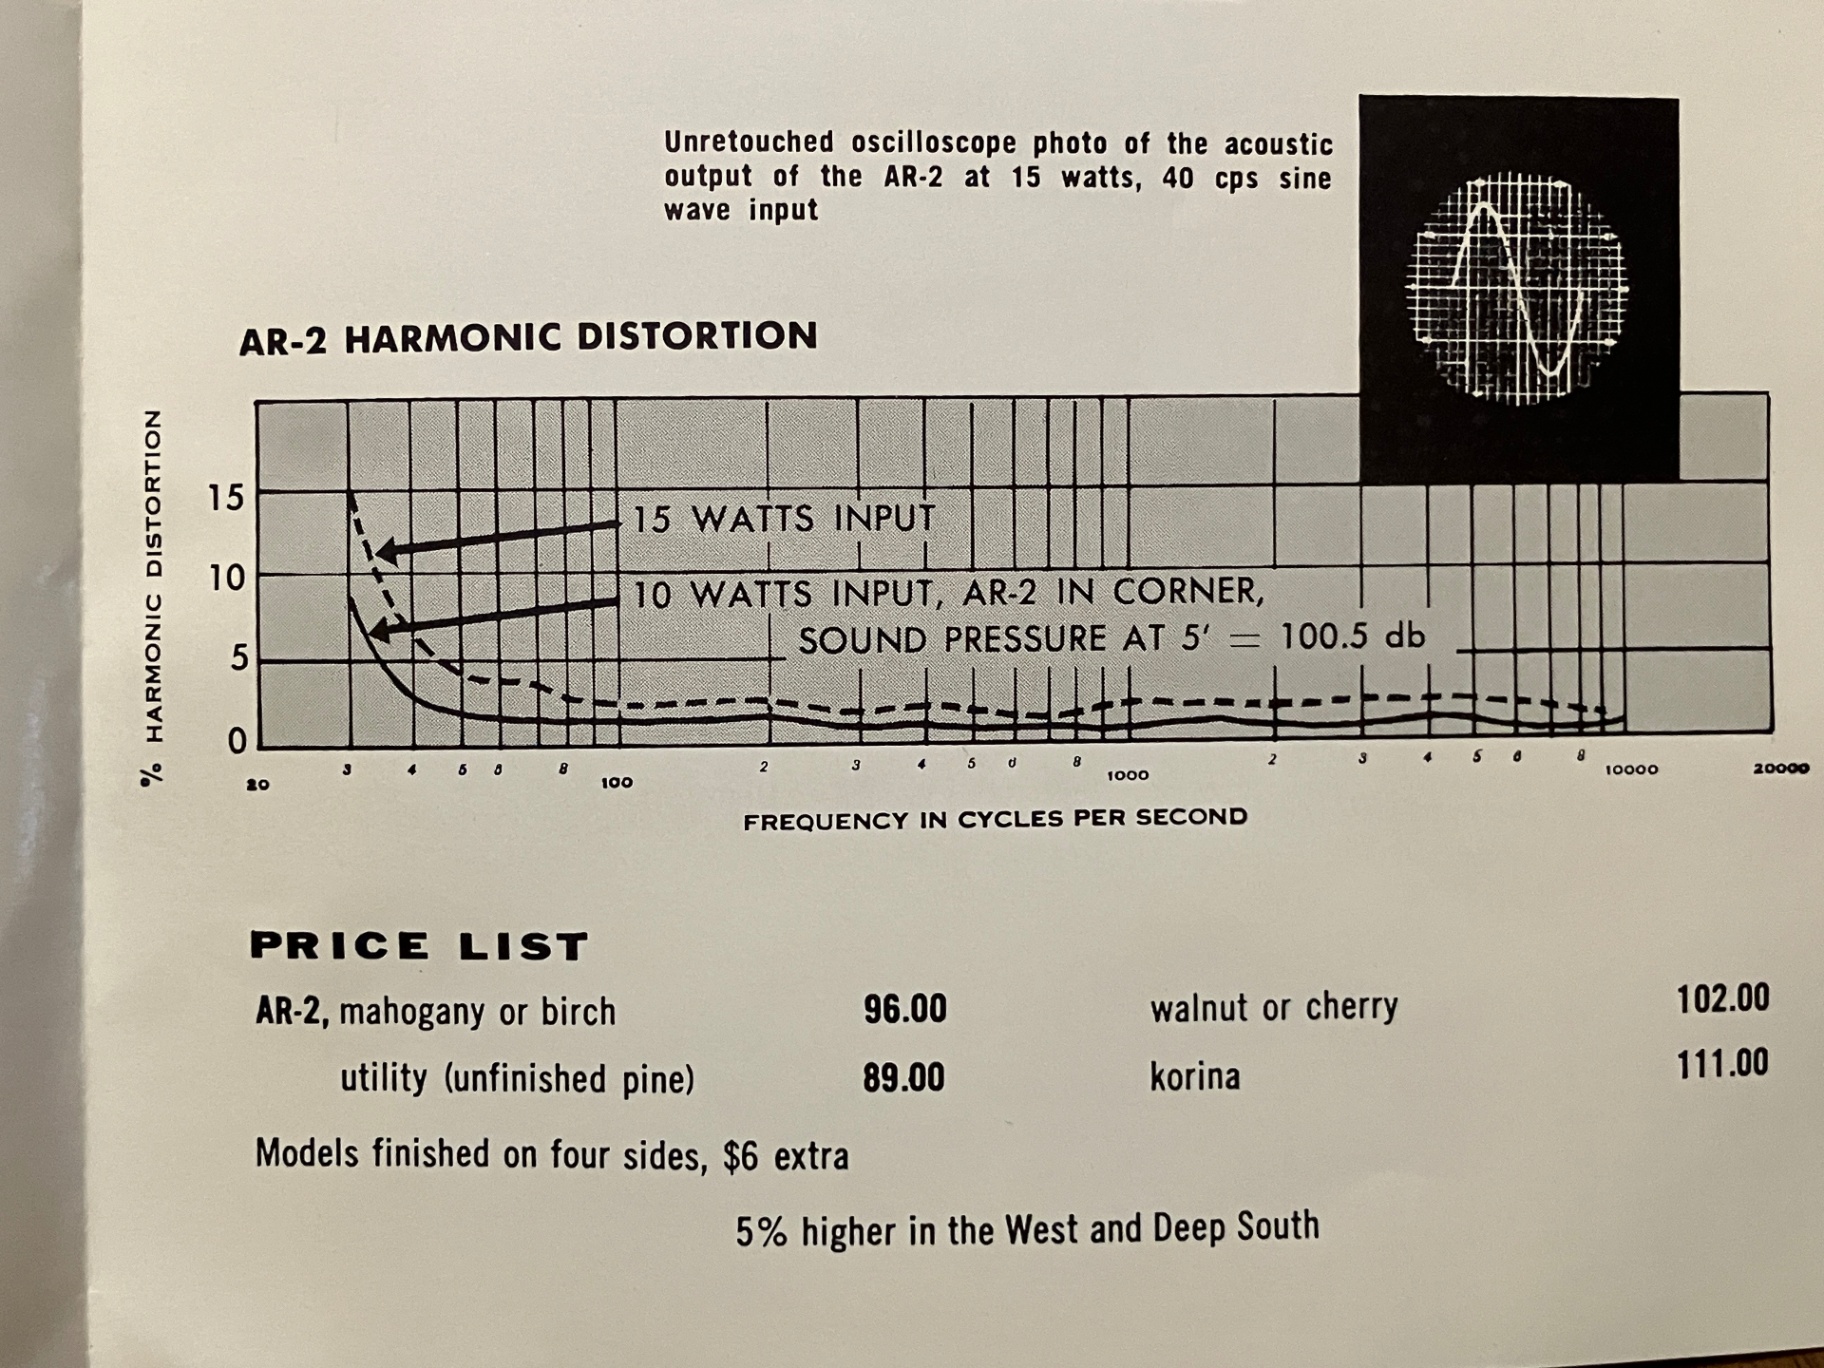 Unretouched oscilloscope photo of the acoustic
output of the AR-2 at 15 watts, 40 cps sine
wave input
AR-2 HARMONIC DISTORTION
% HARMONIC DISTORTION
15
10
5
0
15 WATTS INPUT
10 WATTS INPUT, AR-2 IN CORNER,
SOUND PRESSURE AT 5' = 100.5 db
20 3 4 5 6 8 100 2 3 4 5 6 8 1000 2 3 4 5 6 8 10000 20000
FREQUENCY IN CYCLES PER SECOND
PRICE LIST
AR-2, mahogany or birch 96.00 walnut or cherry 102.00
utility (unfinished pine) 89.00 korina 111.00
Models finished on four sides, $6 extra
5% higher in the West and Deep South